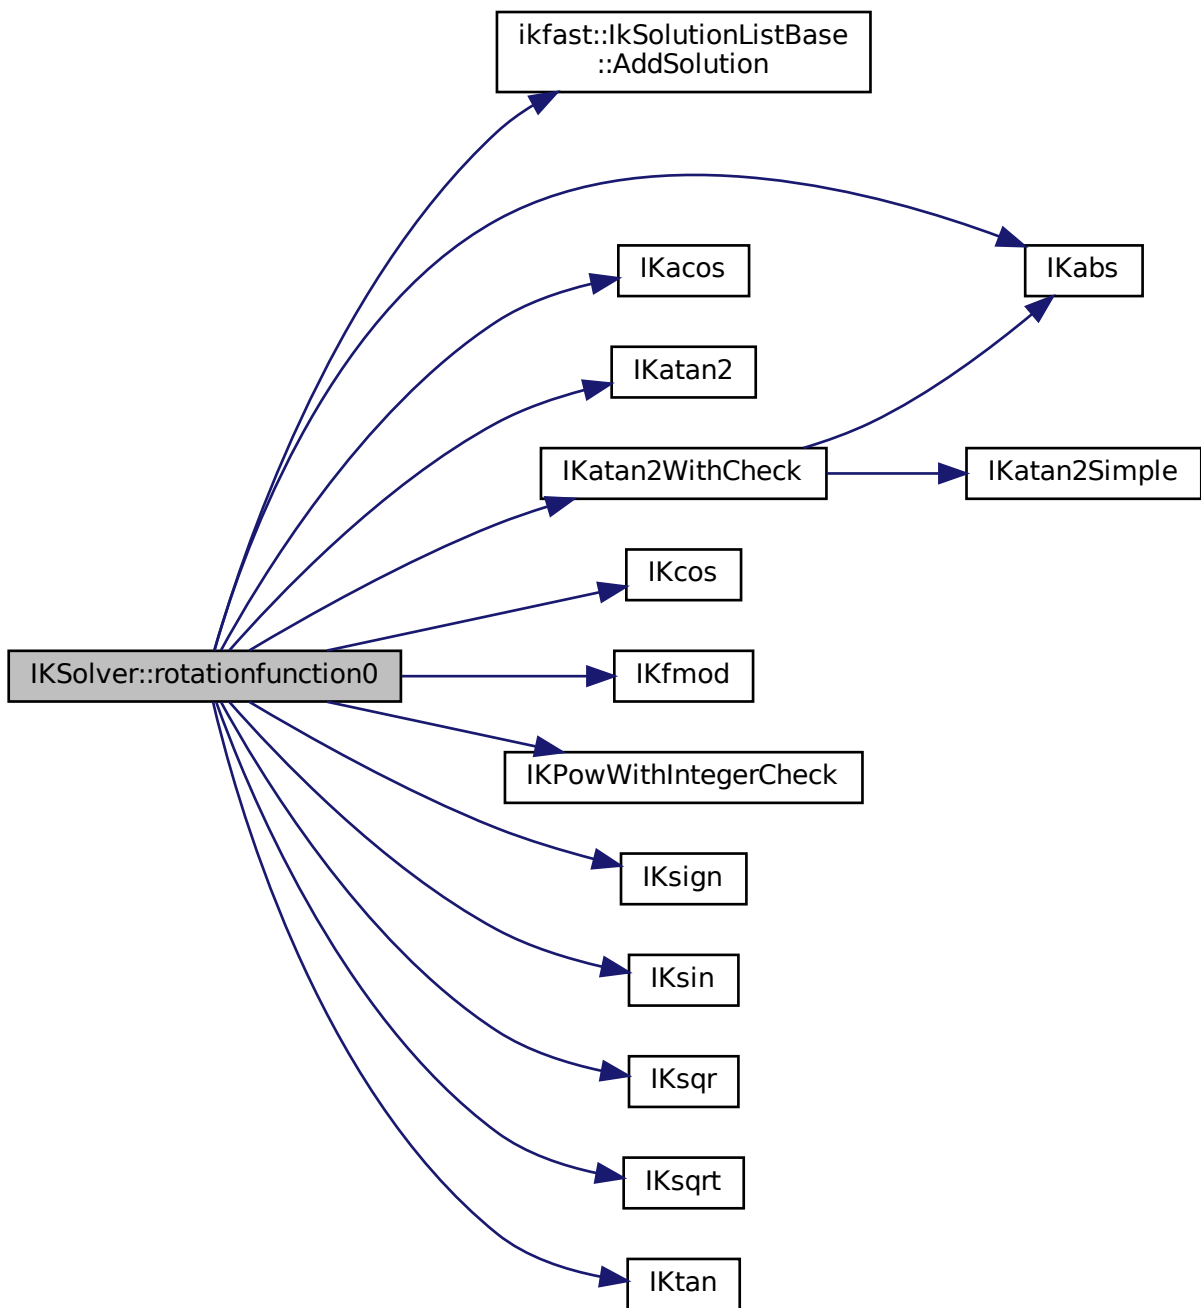 ikfast::IkSolutionListBase
::AddSolution
IKacos
IKabs
IKatan2
IKatan2WithCheck
IKatan2Simple
IKcos
IKSolver::rotationfunction0
IKfmod
IKPowWithIntegerCheck
IKsign
IKsin
IKsqr
IKsqrt
IKtan